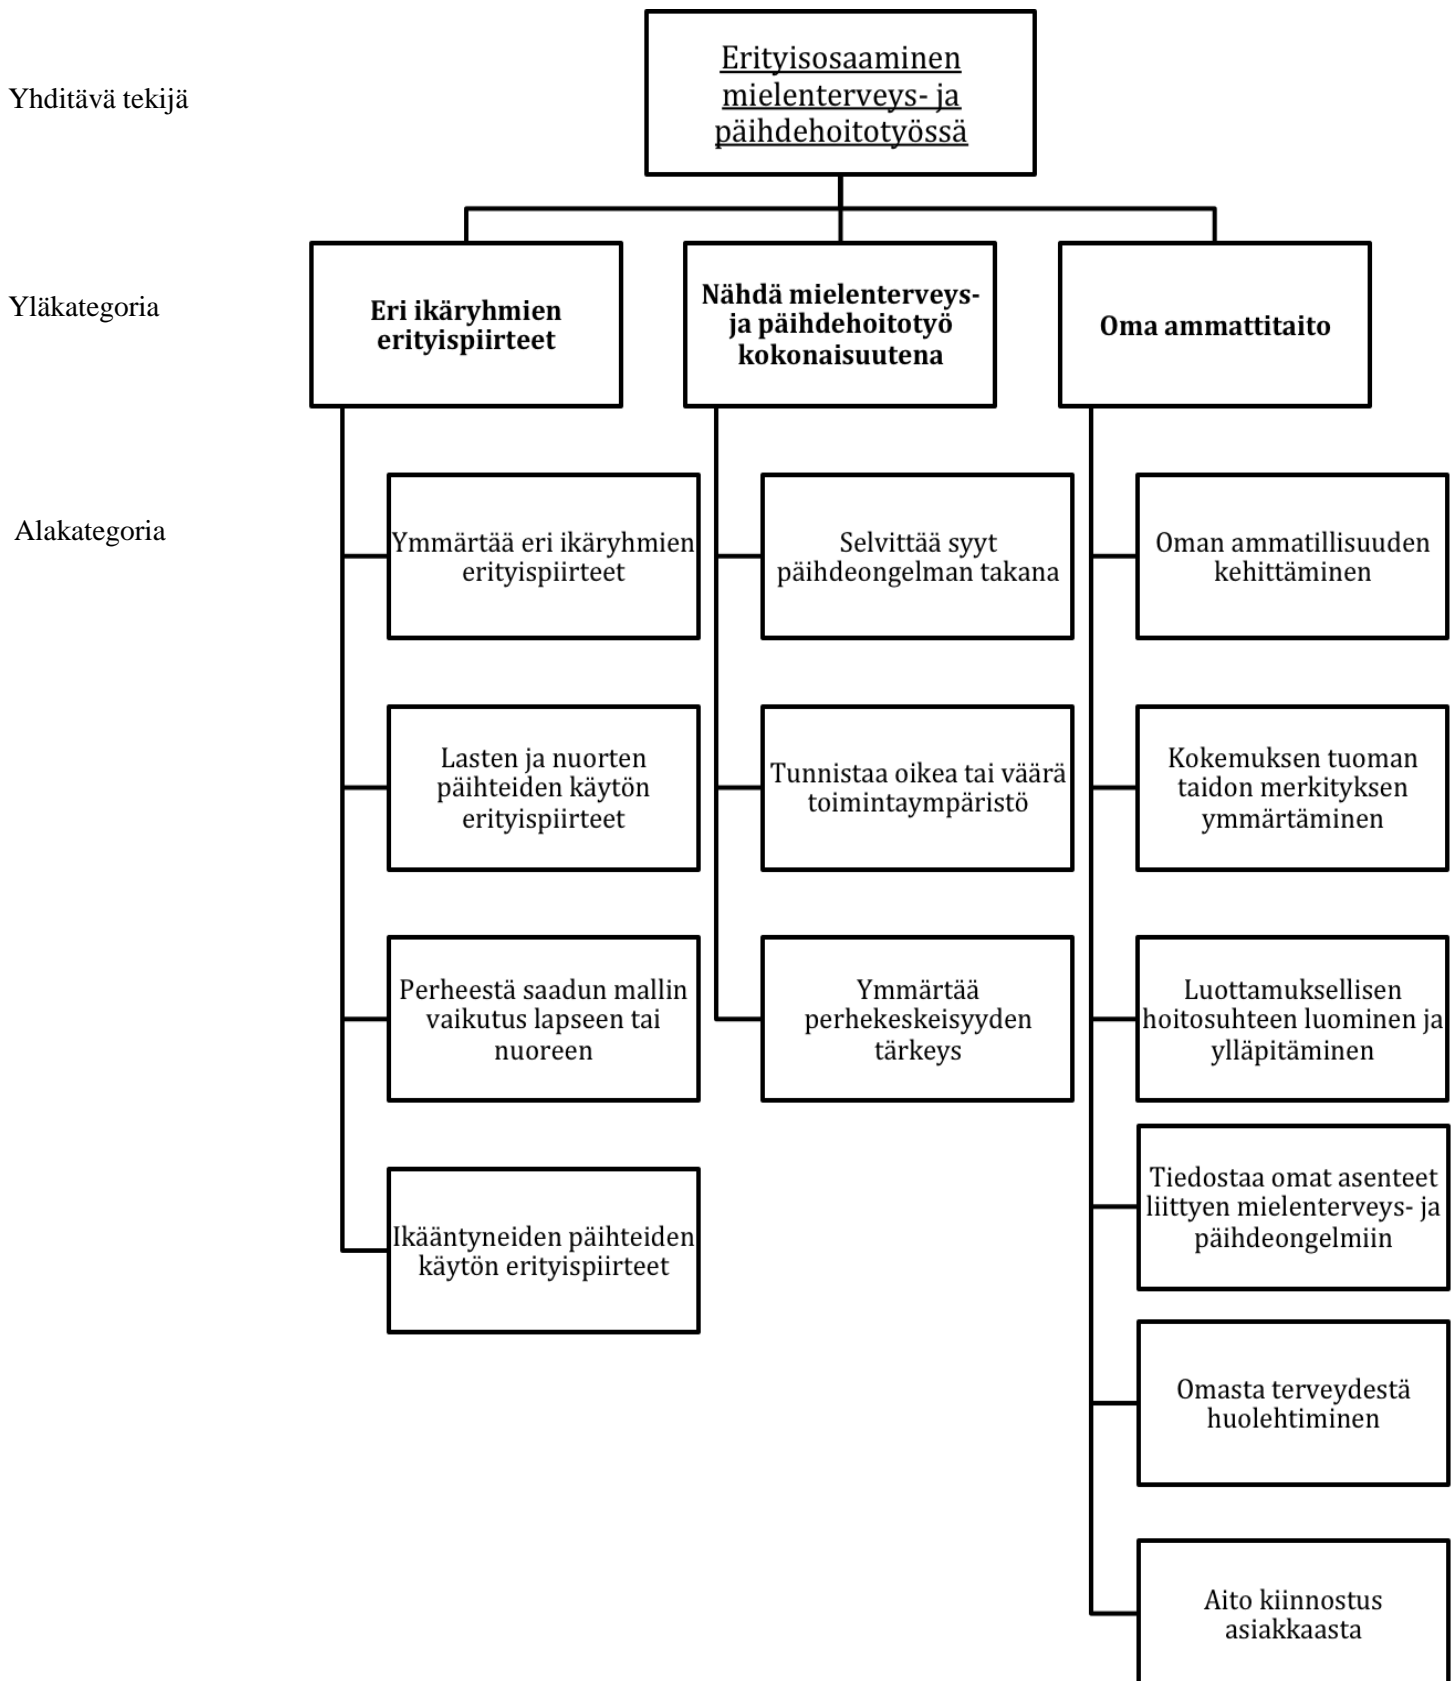 Yhditävä tekijä
Erityisosaaminen
mielenterveys- ja
päihdehoitotyössä
Yläkategoria
Eri ikäryhmien
erityispiirteet
Nähdä mielenterveys-
ja päihdehoitotyö
kokonaisuutena
Oma ammattitaito
Alakategoria
Ymmärtää eri ikäryhmien
erityispiirteet
Lasten ja nuorten
päihteiden käytön
erityispiirteet
Perheestä saadun mallin
vaikutus lapseen tai
nuoreen
Ikääntyneiden päihteiden
käytön erityispiirteet
Selvittää syyt
päihdeongelman takana
Tunnistaa oikea tai väärä
toimintaympäristö
Ymmärtää
perhekeskeisyyden
tärkeys
Oman ammatillisuuden
kehittäminen
Kokemuksen tuoman
taidon merkityksen
ymmärtäminen
Luottamuksellisen
hoitosuhteen luominen ja
ylläpitäminen
Tiedostaa omat asenteet
liittyen mielenterveys- ja
päihdeongelmiin
Omasta terveydestä
huolehtiminen
Aito kiinnostus
asiakkaasta